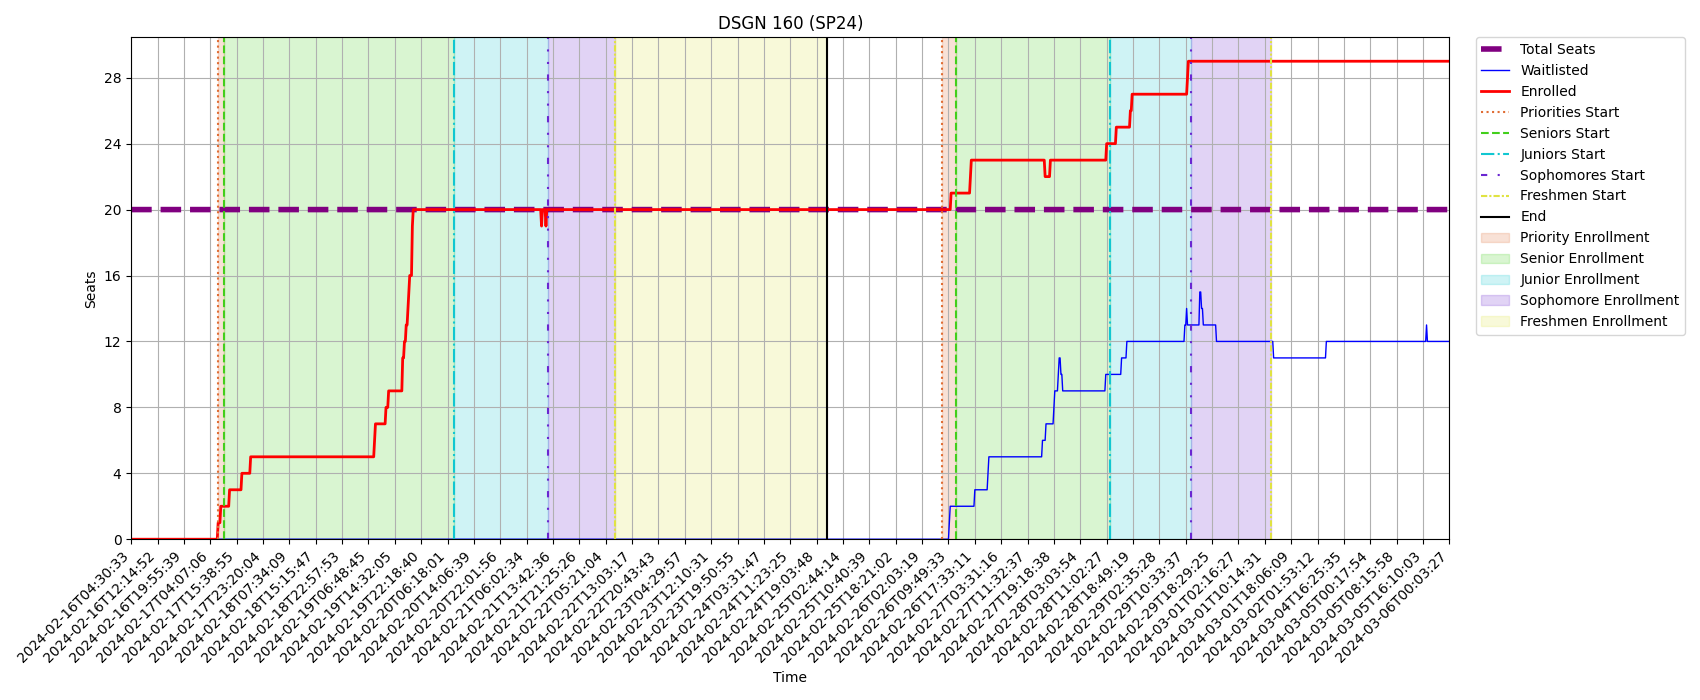 DSGN 160 (SP24)
Total Seats
Waitlisted
Enrolled
Priorities Start
Seniors Start
Juniors Start
Sophomores Start
Freshmen Start
End
Priority Enrollment
Senior Enrollment
Junior Enrollment
Sophomore Enrollment
Freshmen Enrollment
Seats
28
24
20
16
12
8
4
0
2024-02-16T04:30:33
2024-02-16T12:14:52
2024-02-16T19:55:39
2024-02-17T04:07:06
2024-02-17T15:38:55
2024-02-17T23:20:04
2024-02-18T07:34:09
2024-02-18T15:15:47
2024-02-18T22:57:53
2024-02-19T06:48:45
2024-02-19T14:32:05
2024-02-19T22:18:40
2024-02-20T06:18:01
2024-02-20T14:06:39
2024-02-20T22:01:56
2024-02-21T06:02:34
2024-02-21T13:42:36
2024-02-21T21:25:26
2024-02-22T05:21:04
2024-02-22T13:03:17
2024-02-22T20:43:43
2024-02-23T04:29:57
2024-02-23T12:10:31
2024-02-23T19:50:55
2024-02-24T03:31:47
2024-02-24T11:23:25
2024-02-24T19:03:48
2024-02-25T02:44:14
2024-02-25T10:40:39
2024-02-25T18:21:02
2024-02-26T02:03:19
2024-02-26T09:49:33
2024-02-26T17:33:11
2024-02-27T03:31:16
2024-02-27T11:32:37
2024-02-27T19:18:38
2024-02-28T03:03:54
2024-02-28T11:02:27
2024-02-28T18:49:19
2024-02-29T02:35:28
2024-02-29T10:33:37
2024-02-29T18:29:25
2024-03-01T02:16:27
2024-03-01T10:14:31
2024-03-01T18:06:09
2024-03-02T01:53:12
2024-03-04T16:25:35
2024-03-05T00:17:54
2024-03-05T08:15:58
2024-03-05T16:10:03
2024-03-06T00:03:27
Time